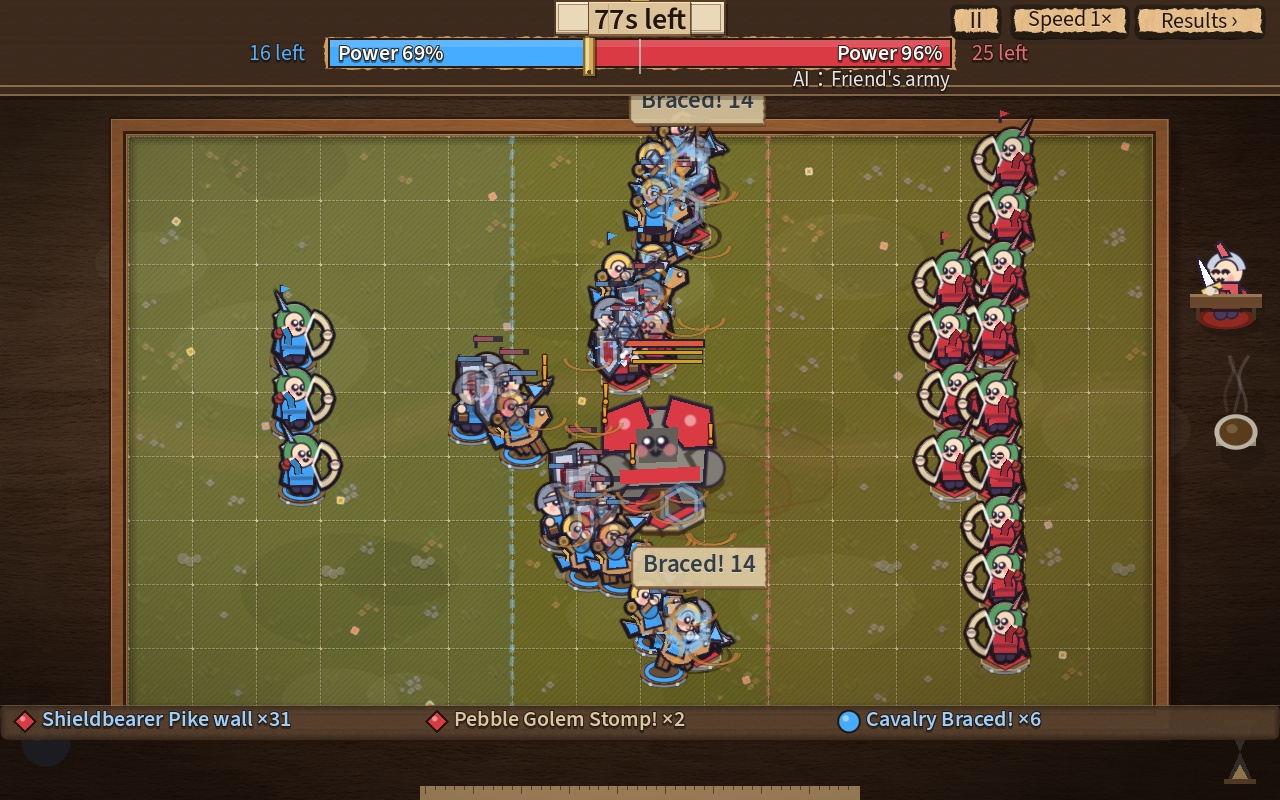 77s left
II
Speed 1×
Results ›
16 left
Power 69%
Power 96%
25 left
AI：Friend's army
Braced! 14
Braced! 14
Shieldbearer Pike wall ×31
Pebble Golem Stomp! ×2
Cavalry Braced! ×6